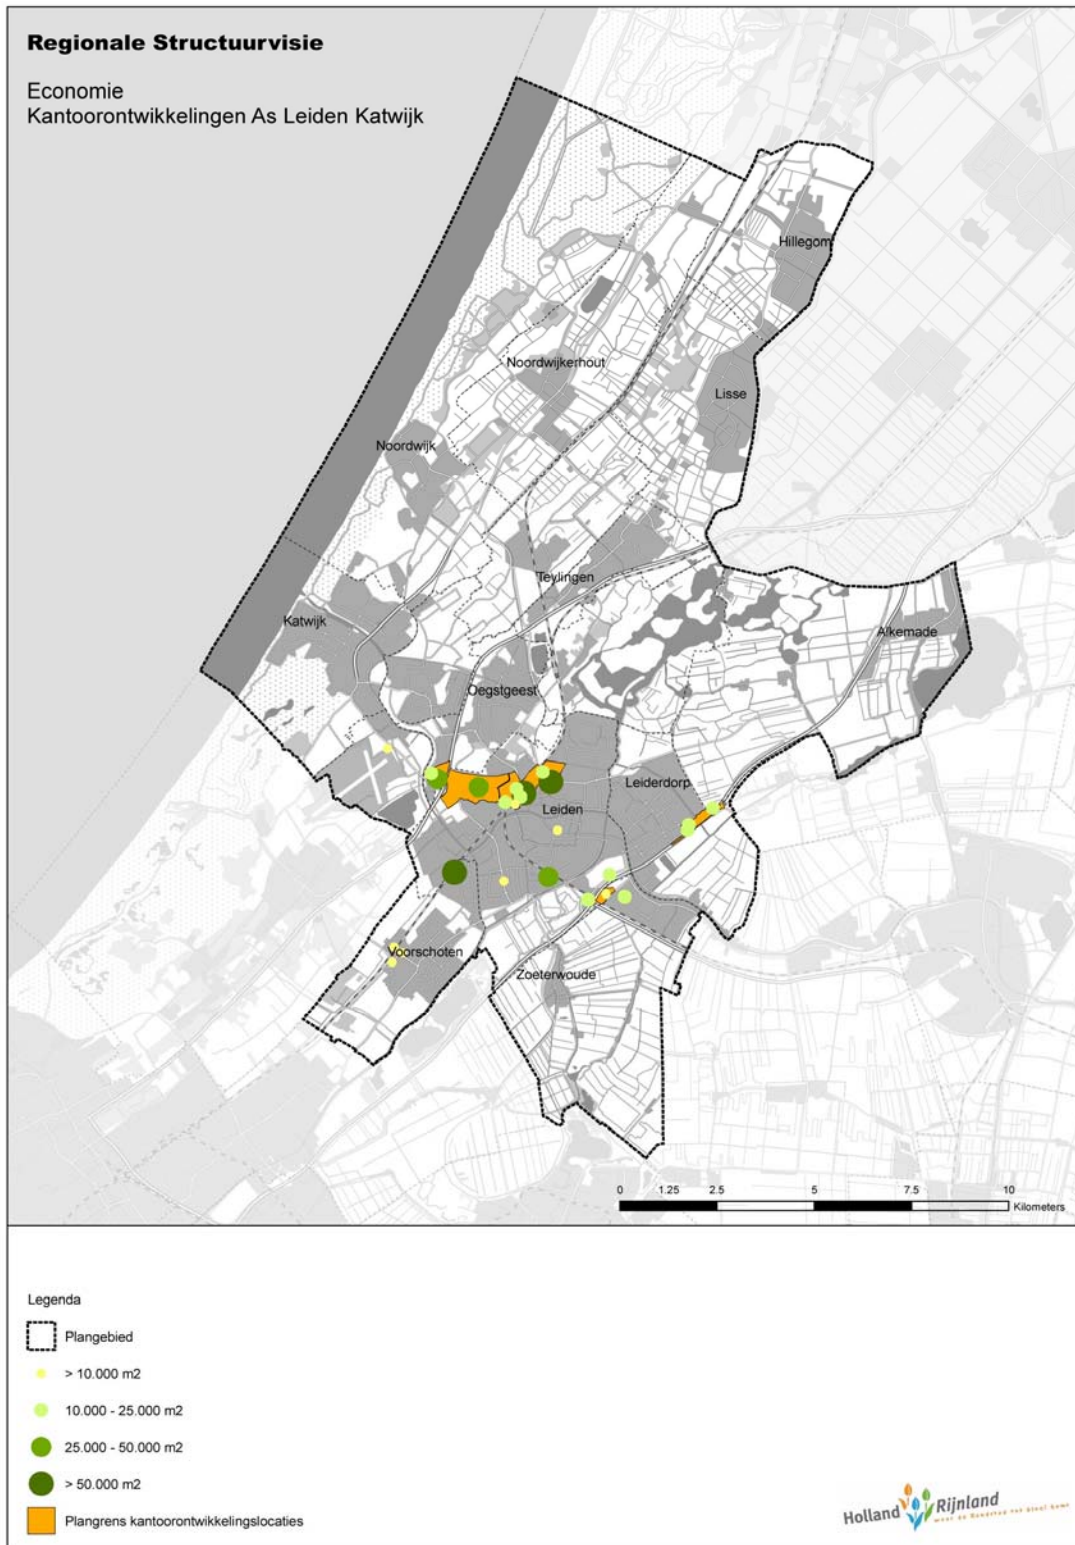 Regionale Structuurvisie
Economie
Kantoorontwikkelingen As Leiden Katwijk
Hillegom
Noordwijkerhout
Lisse
Noordwijk
Teylingen
Katwijk
Alkemade
Oegstgeest
Leiderdorp
Leiden
Voorschoten
Zoeterwoude
0 1.25 2.5 5 7.5 10
Kilometers
Legenda
Plangebied
> 10.000 m2
10.000 - 25.000 m2
25.000 - 50.000 m2
> 50.000 m2
Plangrens kantoorontwikkelingslocaties
Holland Rijnland